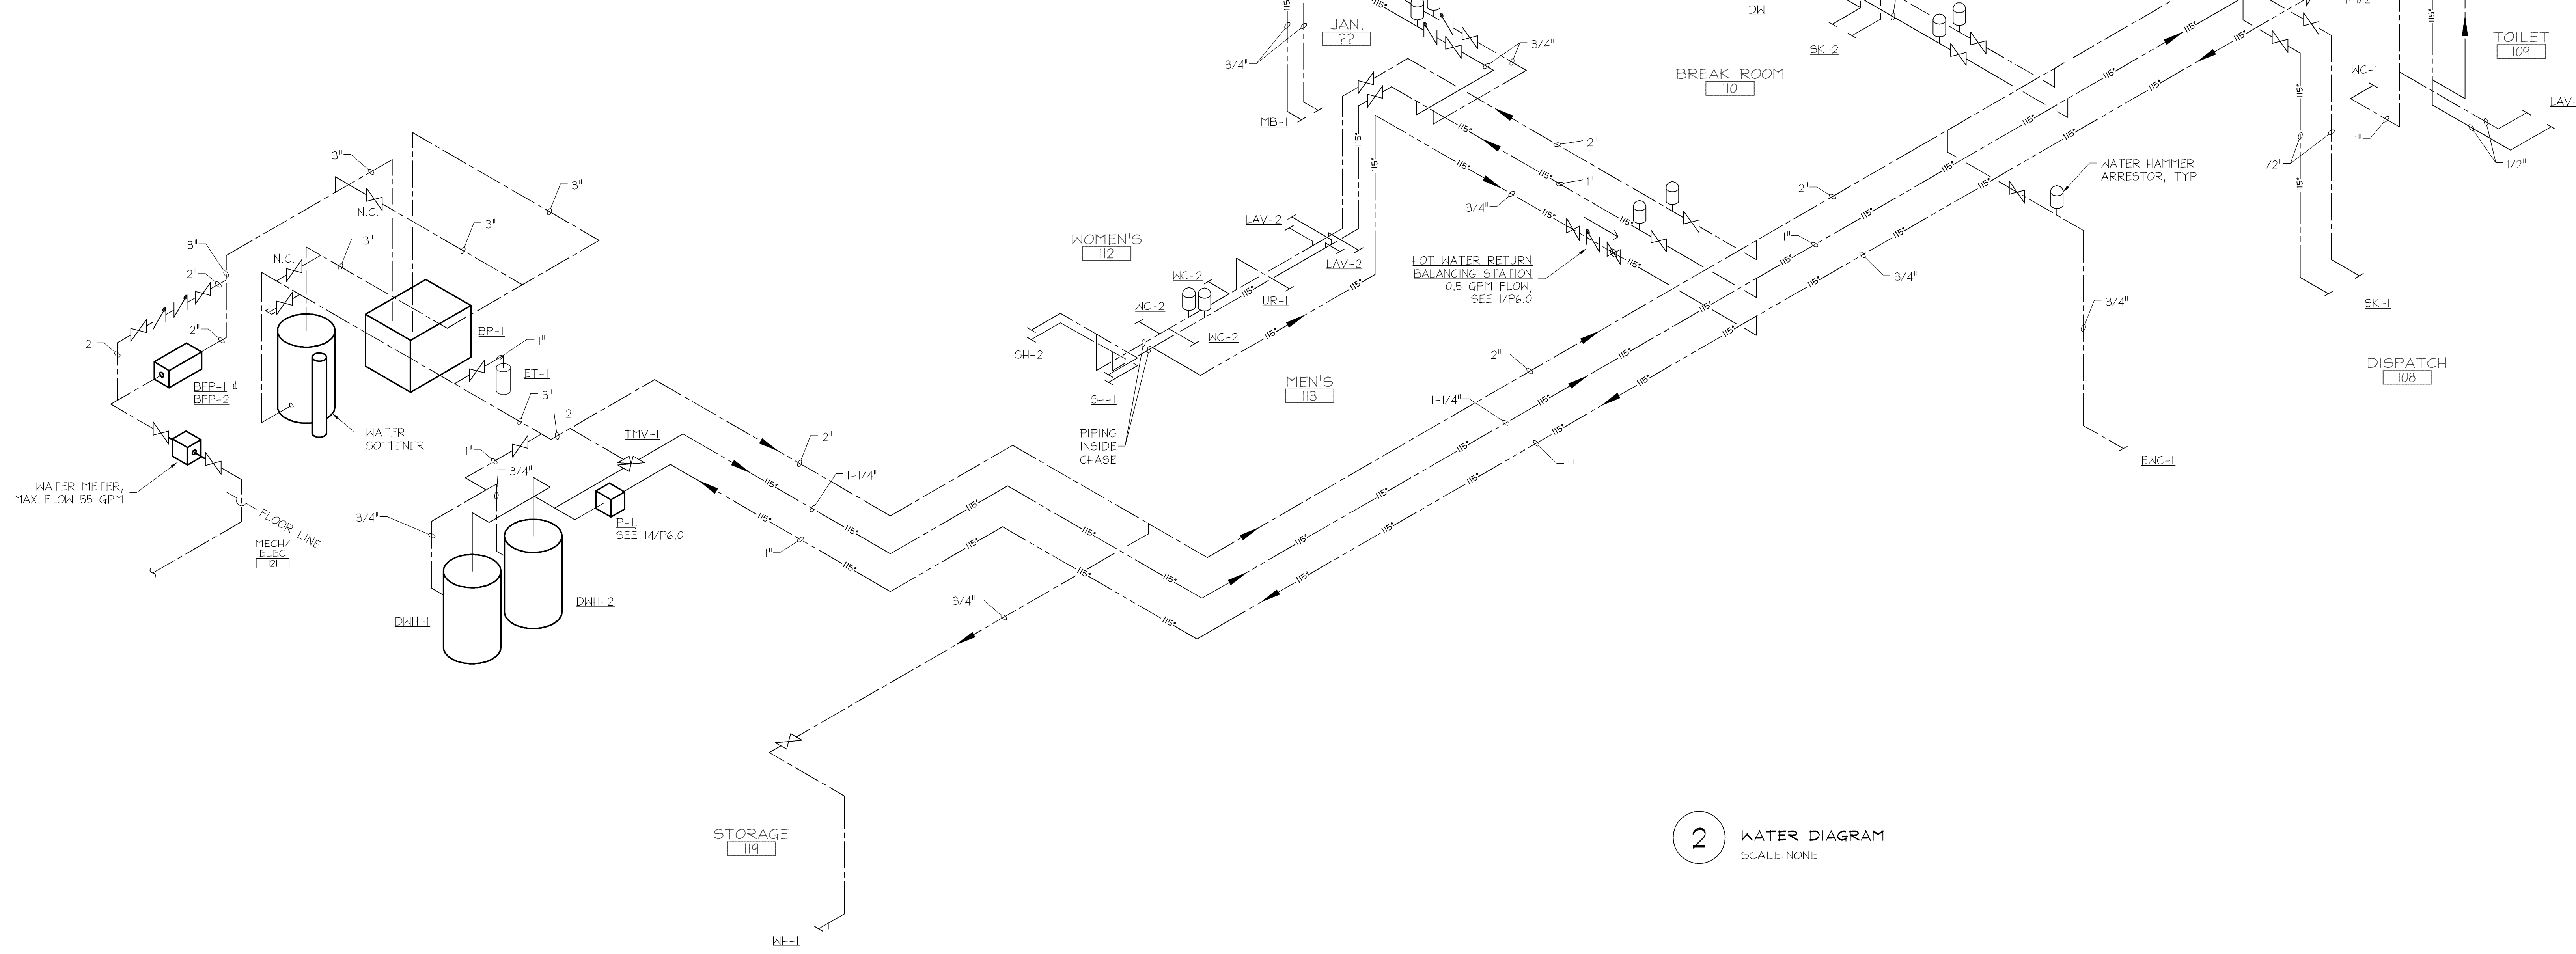 115°
JAN.
??
3/4"
3/4"
MB-1
DW
SK-2
BREAK ROOM
110
1-1/2"
TOILET
109
WC-1
LAV-
1"
1/2"
1/2"
WATER HAMMER
ARRESTOR, TYP
3"
3"
N.C.
3"
3"
3"
N.C.
2"
2"
2"
BP-1
1"
ET-1
BFP-1 &
BFP-2
3"
2"
WATER
SOFTENER
TMV-1
1"
3/4"
3/4"
WATER METER,
MAX FLOW 55 GPM
FLOOR LINE
MECH/
ELEC
121
P-1,
SEE 14/P6.0
DWH-1
DWH-2
2"
1-1/4"
1"
115°
115°
115°
WOMEN'S
112
LAV-2
LAV-2
WC-2
WC-2
WC-2
UR-1
SH-2
SH-1
PIPING
INSIDE
CHASE
MEN'S
113
2"
1"
3/4"
HOT WATER RETURN
BALANCING STATION
0.5 GPM FLOW,
SEE 1/P6.0
2"
1"
3/4"
2"
1-1/4"
1"
3/4"
EWC-1
SK-1
DISPATCH
108
3/4"
STORAGE
119
WH-1
2
WATER DIAGRAM
SCALE:NONE